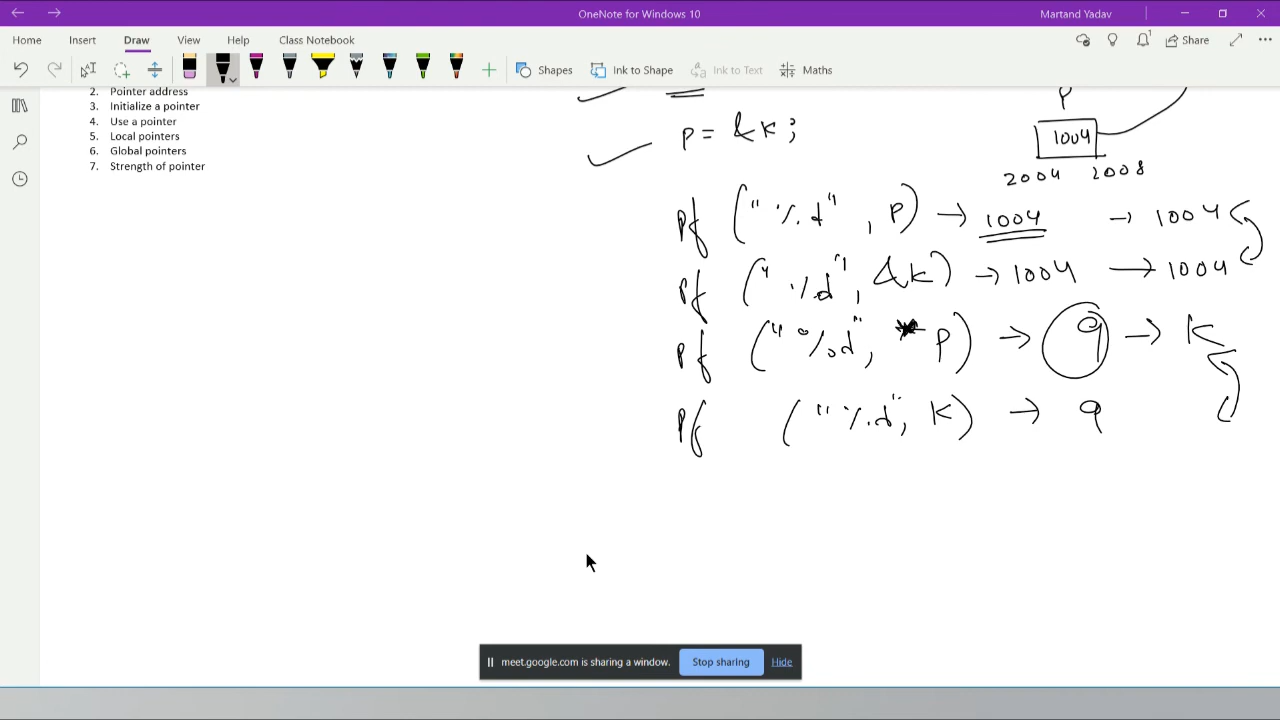 OneNote for Windows 10
Martand Yadav
Home Insert Draw View Help Class Notebook
Share
Shapes Ink to Shape Ink to Text Maths
2. Pointer address
3. Initialize a pointer
4. Use a pointer
5. Local pointers
6. Global pointers
7. Strength of pointer
P
1004
2004 2008
p = &k;
pf ("%d", p) → 1004 → 1004
pf ("%d", &k) → 1004 → 1004
pf ("%d", *p) → 9 → k
pf ("%d", k) → 9
meet.google.com is sharing a window. Stop sharing Hide